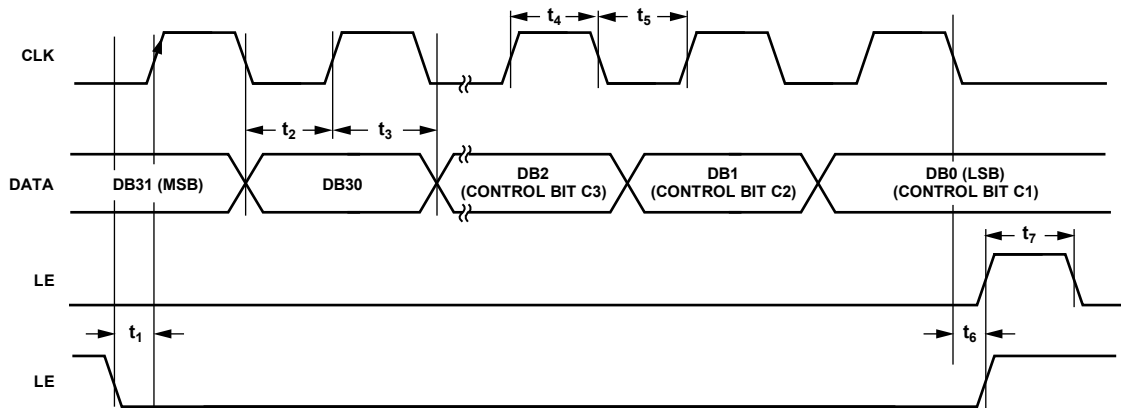 t4
t5
CLK
t2
t3
DATA
DB31 (MSB)
DB30
DB2
(CONTROL BIT C3)
DB1
(CONTROL BIT C2)
DB0 (LSB)
(CONTROL BIT C1)
t7
LE
t1
t6
LE